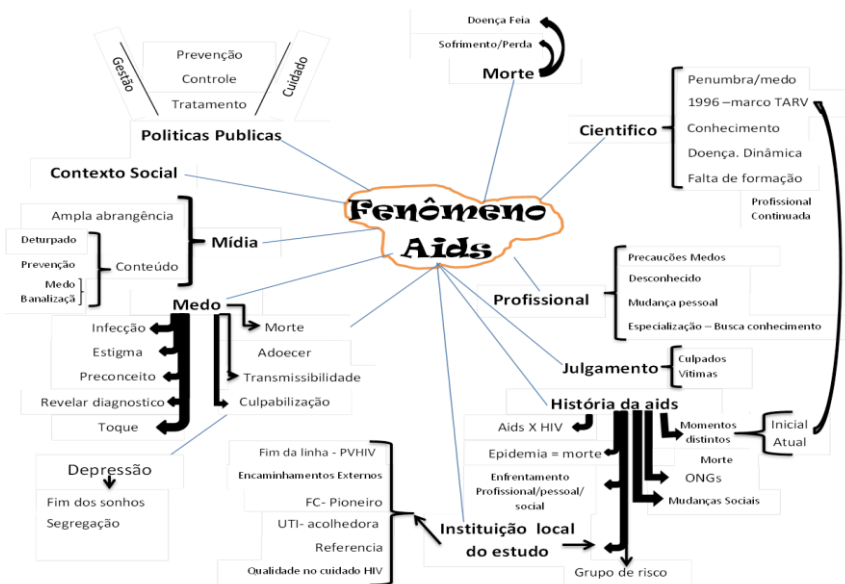 Doença Feia
Sofrimento/Perda
Morte
Gestão
Prevenção
Controle
Tratamento
Cuidado
Politicas Publicas
Contexto Social
Cientifico
Penumbra/medo
1996 –marco TARV
Conhecimento
Doença. Dinâmica
Falta de formação
Profissional
Continuada
Fenômeno
Aids
Ampla abrangência
Mídia
Deturpado
Prevenção
Conteúdo
Medo
Banalizaçã
Profissional
Precauções Medos
Desconhecido
Mudança pessoal
Especialização – Busca conhecimento
Medo
Infecção
Estigma
Preconceito
Revelar diagnostico
Toque
Morte
Adoecer
Transmissibilidade
Culpabilização
Julgamento
Culpados
Vitimas
História da aids
Aids X HIV
Epidemia = morte
Enfrentamento
Profissional/pessoal/
social
Momentos
distintos
Inicial
Atual
Morte
ONGs
Mudanças Sociais
Grupo de risco
Depressão
Fim dos sonhos
Segregação
Fim da linha - PVHIV
Encaminhamentos Externos
FC- Pioneiro
UTI- acolhedora
Referencia
Qualidade no cuidado HIV
Instituição local
do estudo